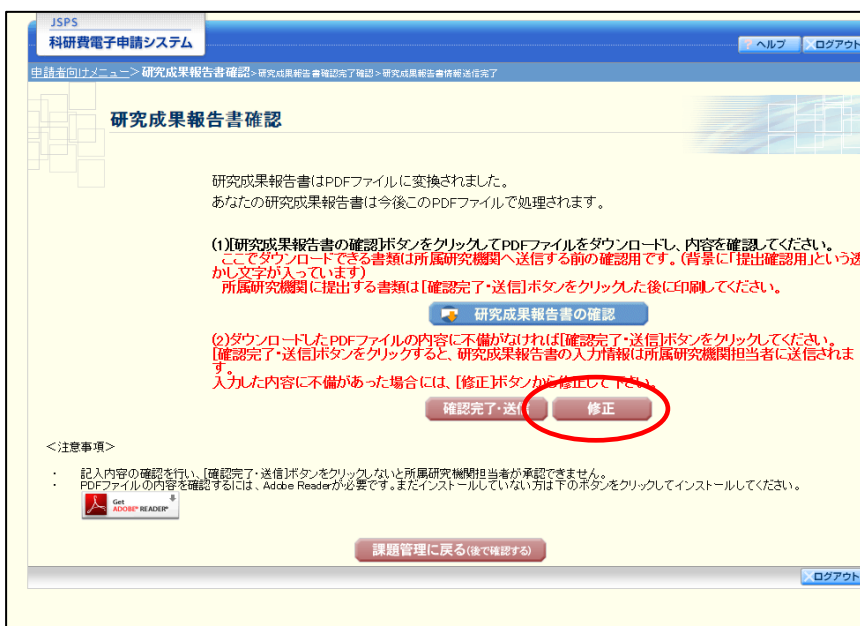 JSPS
科研費電子申請システム
? ヘルプ
×ログアウト
申請者向けメニュー>研究成果報告書確認>研究成果報告書確認完了確認>研究成果報告書情報送信完了
研究成果報告書確認
研究成果報告書はPDFファイルに変換されました。
あなたの研究成果報告書は今後このPDFファイルで処理されます。
(1)[研究成果報告書の確認]ボタンをクリックしてPDFファイルをダウンロードし、内容を確認してください。
ここでダウンロードできる書類は所属研究機関へ送信する前の確認用です。(背景に「提出確認用」という透
かし文字が入っています)
所属研究機関に提出する書類は[確認完了・送信]ボタンをクリックした後に印刷してください。
研究成果報告書の確認
(2)ダウンロードしたPDFファイルの内容に不備がなければ[確認完了・送信]ボタンをクリックしてください。
[確認完了・送信]ボタンをクリックすると、研究成果報告書の入力情報は所属研究機関担当者に送信されま
す。
入力した内容に不備があった場合には、[修正]ボタンから修正して下さい。
確認完了・送信
修正
<注意事項>
・ 記入内容の確認を行い、[確認完了・送信]ボタンをクリックしないと所属研究機関担当者が承認できません。
・ PDFファイルの内容を確認するには、Adobe Readerが必要です。まだインストールしていない方は下のボタンをクリックしてインストールしてください。
Get
ADOBE® READER®
課題管理に戻る(後で確認する)
×ログアウト